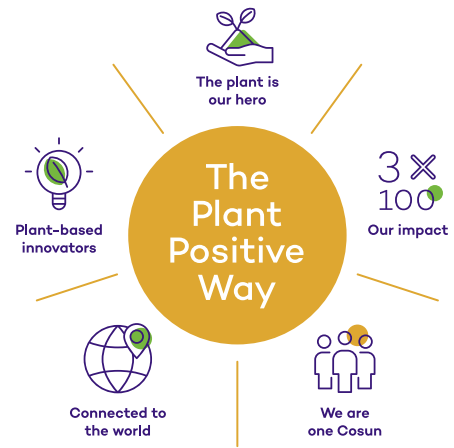 The plant is
our hero
The
Plant
Positive
Way
3 ×
100
Our impact
Plant-based
innovators
Connected to
the world
We are
one Cosun